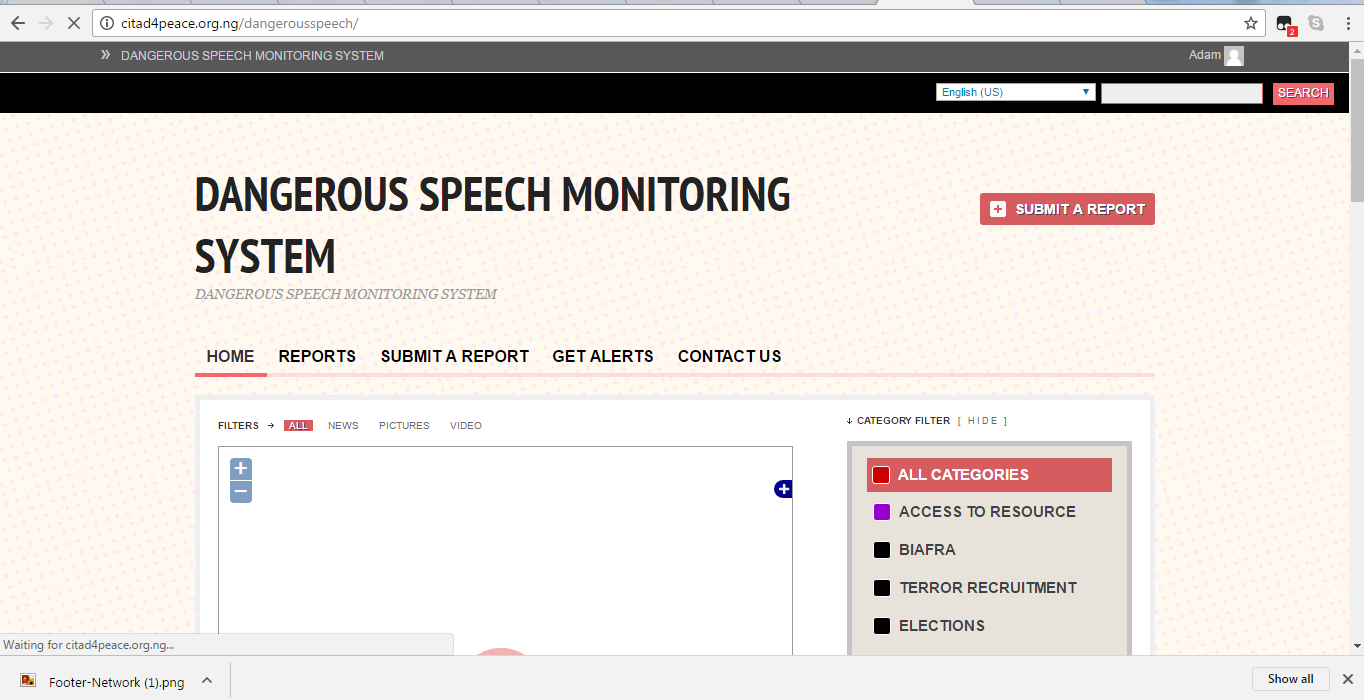 citad4peace.org.ng/dangerousspeech/
2
» DANGEROUS SPEECH MONITORING SYSTEM
Adam
English (US)
SEARCH
DANGEROUS SPEECH MONITORING
SYSTEM
DANGEROUS SPEECH MONITORING SYSTEM
SUBMIT A REPORT
HOME REPORTS SUBMIT A REPORT GET ALERTS CONTACT US
FILTERS → ALL NEWS PICTURES VIDEO
↓ CATEGORY FILTER [ HIDE ]
ALL CATEGORIES
ACCESS TO RESOURCE
BIAFRA
TERROR RECRUITMENT
ELECTIONS
Waiting for citad4peace.org.ng...
Footer-Network (1).png
Show all